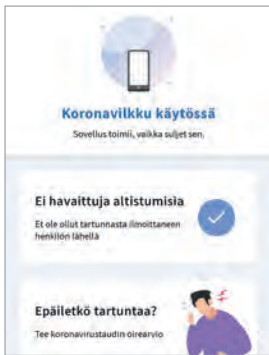 Koronavilkku käytössä
Sovellus toimii, vaikka suljet sen.
Ei havaittuja altistumisia
Et ole ollut tartunnasta ilmoittaneen
henkilön lähellä
Epäiletkö tartuntaa?
Tee koronavirustaudin oirearvio